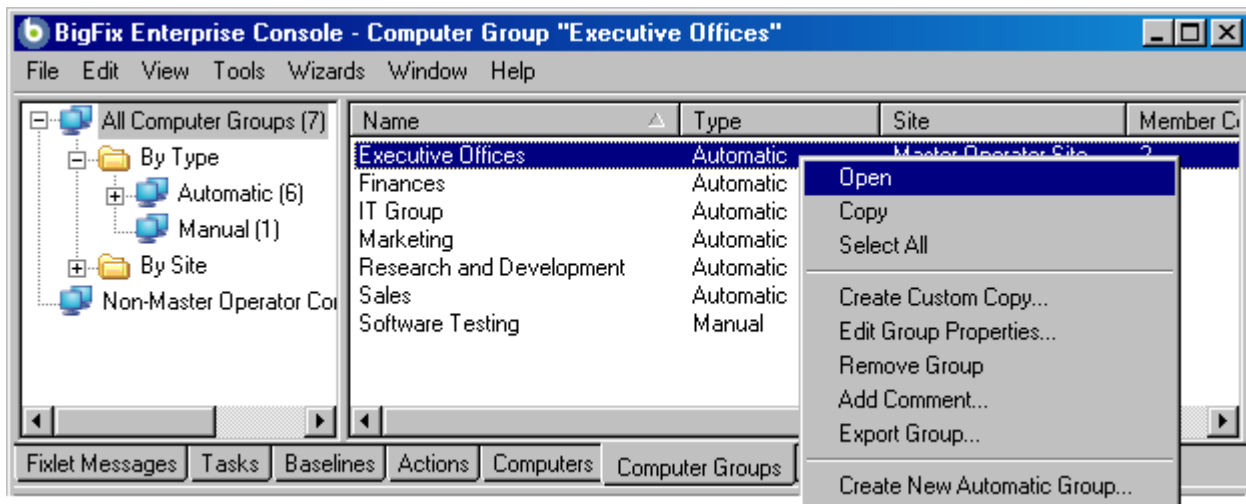 BigFix Enterprise Console - Computer Group "Executive Offices"
File Edit View Tools Wizards Window Help
All Computer Groups (7)
By Type
Automatic (6)
Manual (1)
By Site
Non-Master Operator
Name Type Site Member
Executive Offices Automatic Master Operator Site
Finances Automatic
IT Group Automatic
Marketing Automatic
Research and Development Automatic
Sales Automatic
Software Testing Manual
Open
Copy
Select All
Create Custom Copy...
Edit Group Properties...
Remove Group
Add Comment...
Export Group...
Create New Automatic Group...
Fixlet Messages Tasks Baselines Actions Computers Computer Groups